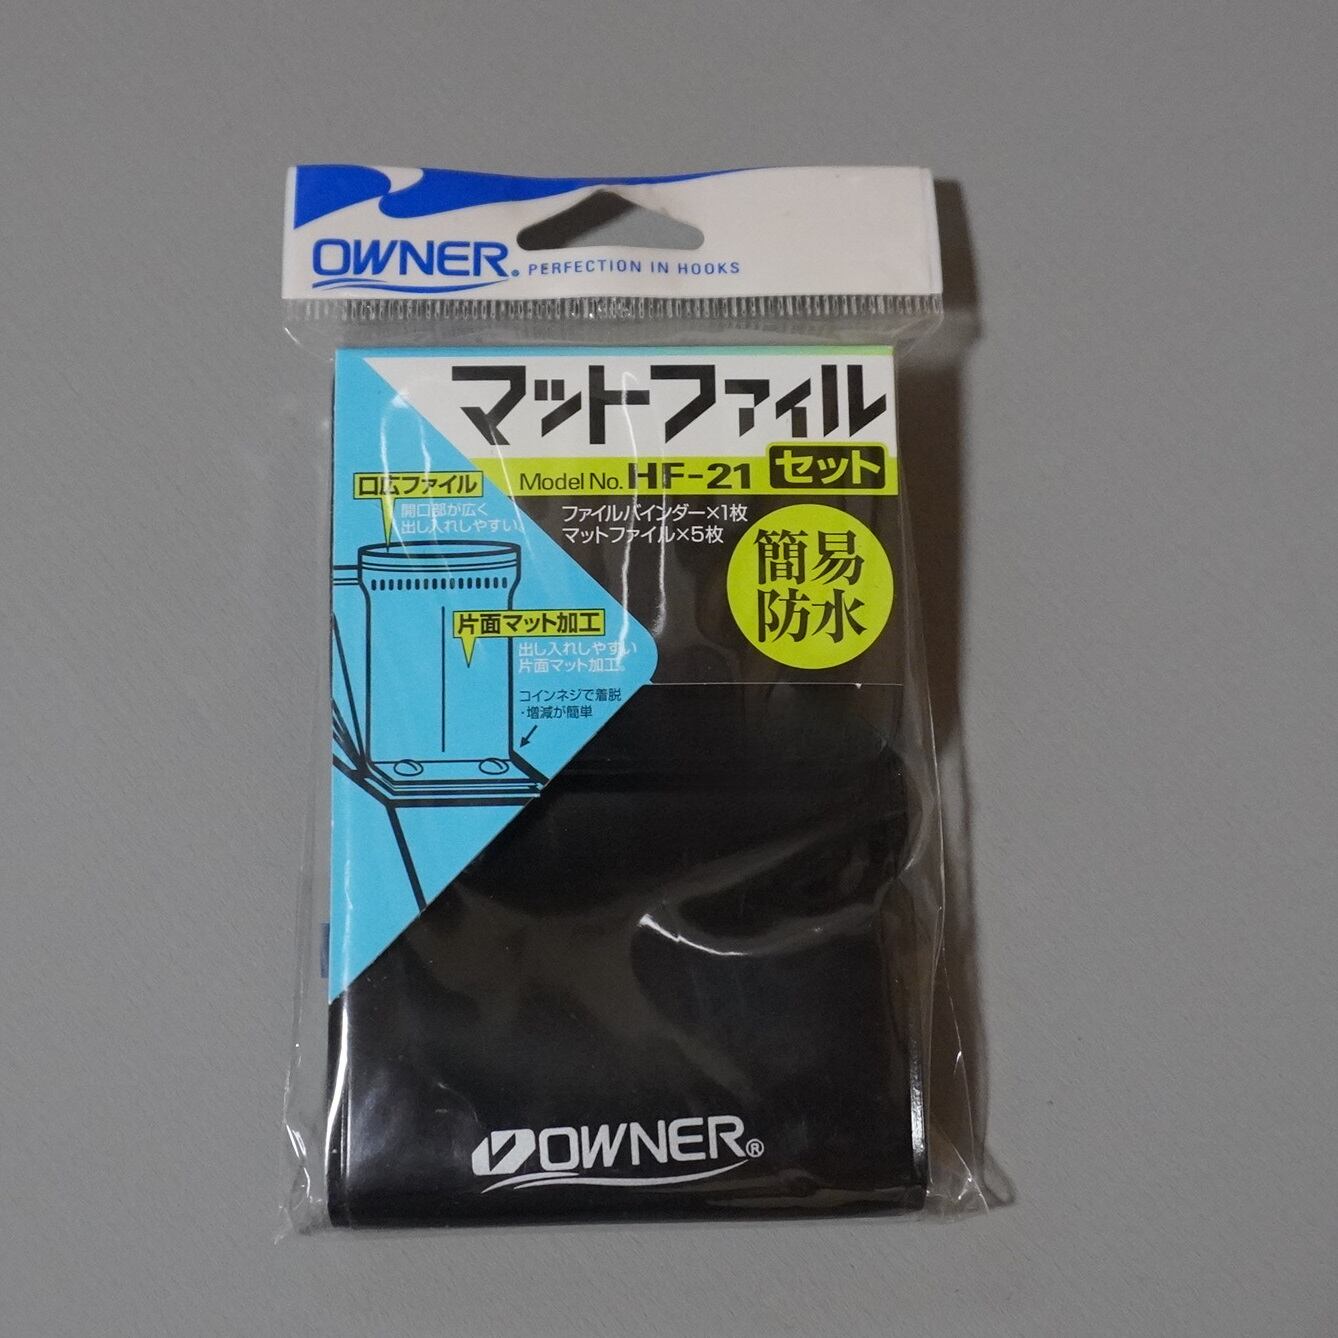 OWNER. PERFECTION IN HOOKS
マットファイル
Model No. HF-21 セット
口広ファイル
開口部が広く
出し入れしやすい。
ファイルバインダー×1枚
マットファイル×5枚
簡易
防水
片面マット加工
出し入れしやすい
片面マット加工。
コインネジで着脱
・増減が簡単
OWNER®